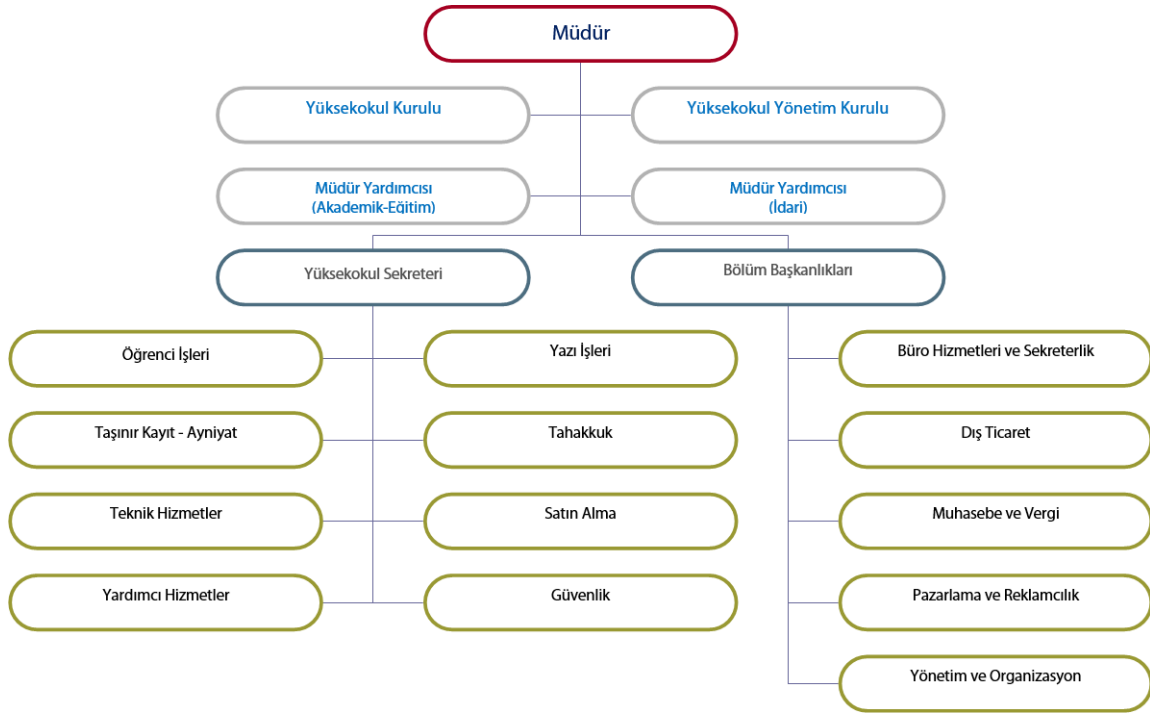 Müdür
Yüksekokul Kurulu
Yüksekokul Yönetim Kurulu
Müdür Yardımcısı
(Akademik-Eğitim)
Müdür Yardımcısı
(İdari)
Yüksekokul Sekreteri
Bölüm Başkanlıkları
Öğrenci İşleri
Yazı İşleri
Büro Hizmetleri ve Sekreterlik
Taşınır Kayıt - Ayniyat
Tahakkuk
Dış Ticaret
Teknik Hizmetler
Satın Alma
Muhasebe ve Vergi
Yardımcı Hizmetler
Güvenlik
Pazarlama ve Reklamcılık
Yönetim ve Organizasyon